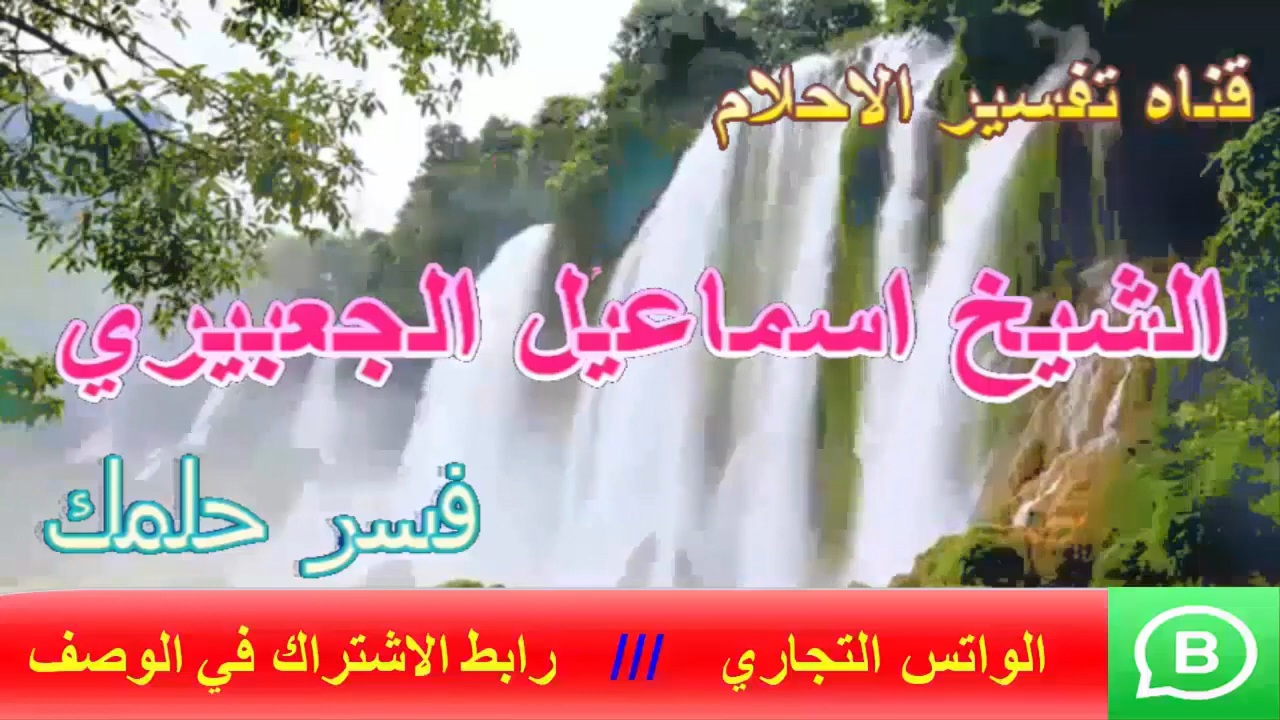 قناه تفسير الاحلام
الشيخ اسماعيل الجعبيري
فسر حلمك
الواتس التجاري /// رابط الاشتراك في الوصف
B